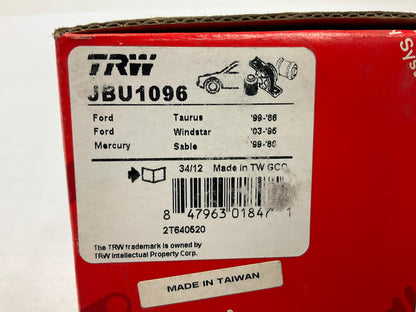 TRW
JBU1096
Ford Taurus '99-'86
Ford Windstar '03-'95
Mercury Sable '99-'86
34/12 Made in TW GCC
8 47963 01847 1
2T640520
The TRW trademark is owned by
TRW Intellectual Property Corp.
MADE IN TAIWAN